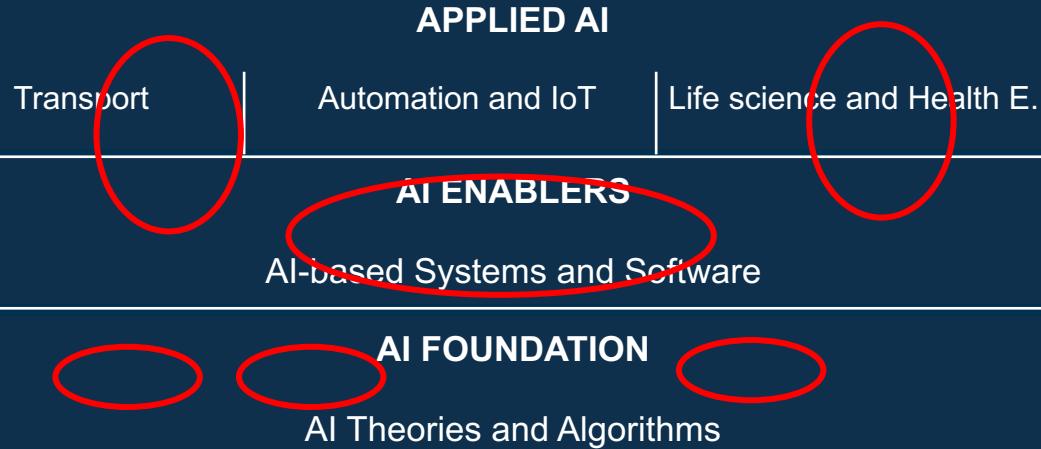 APPLIED AI
Transport Automation and IoT Life science and Health E.
AI ENABLERS
AI-based Systems and Software
AI FOUNDATION
AI Theories and Algorithms